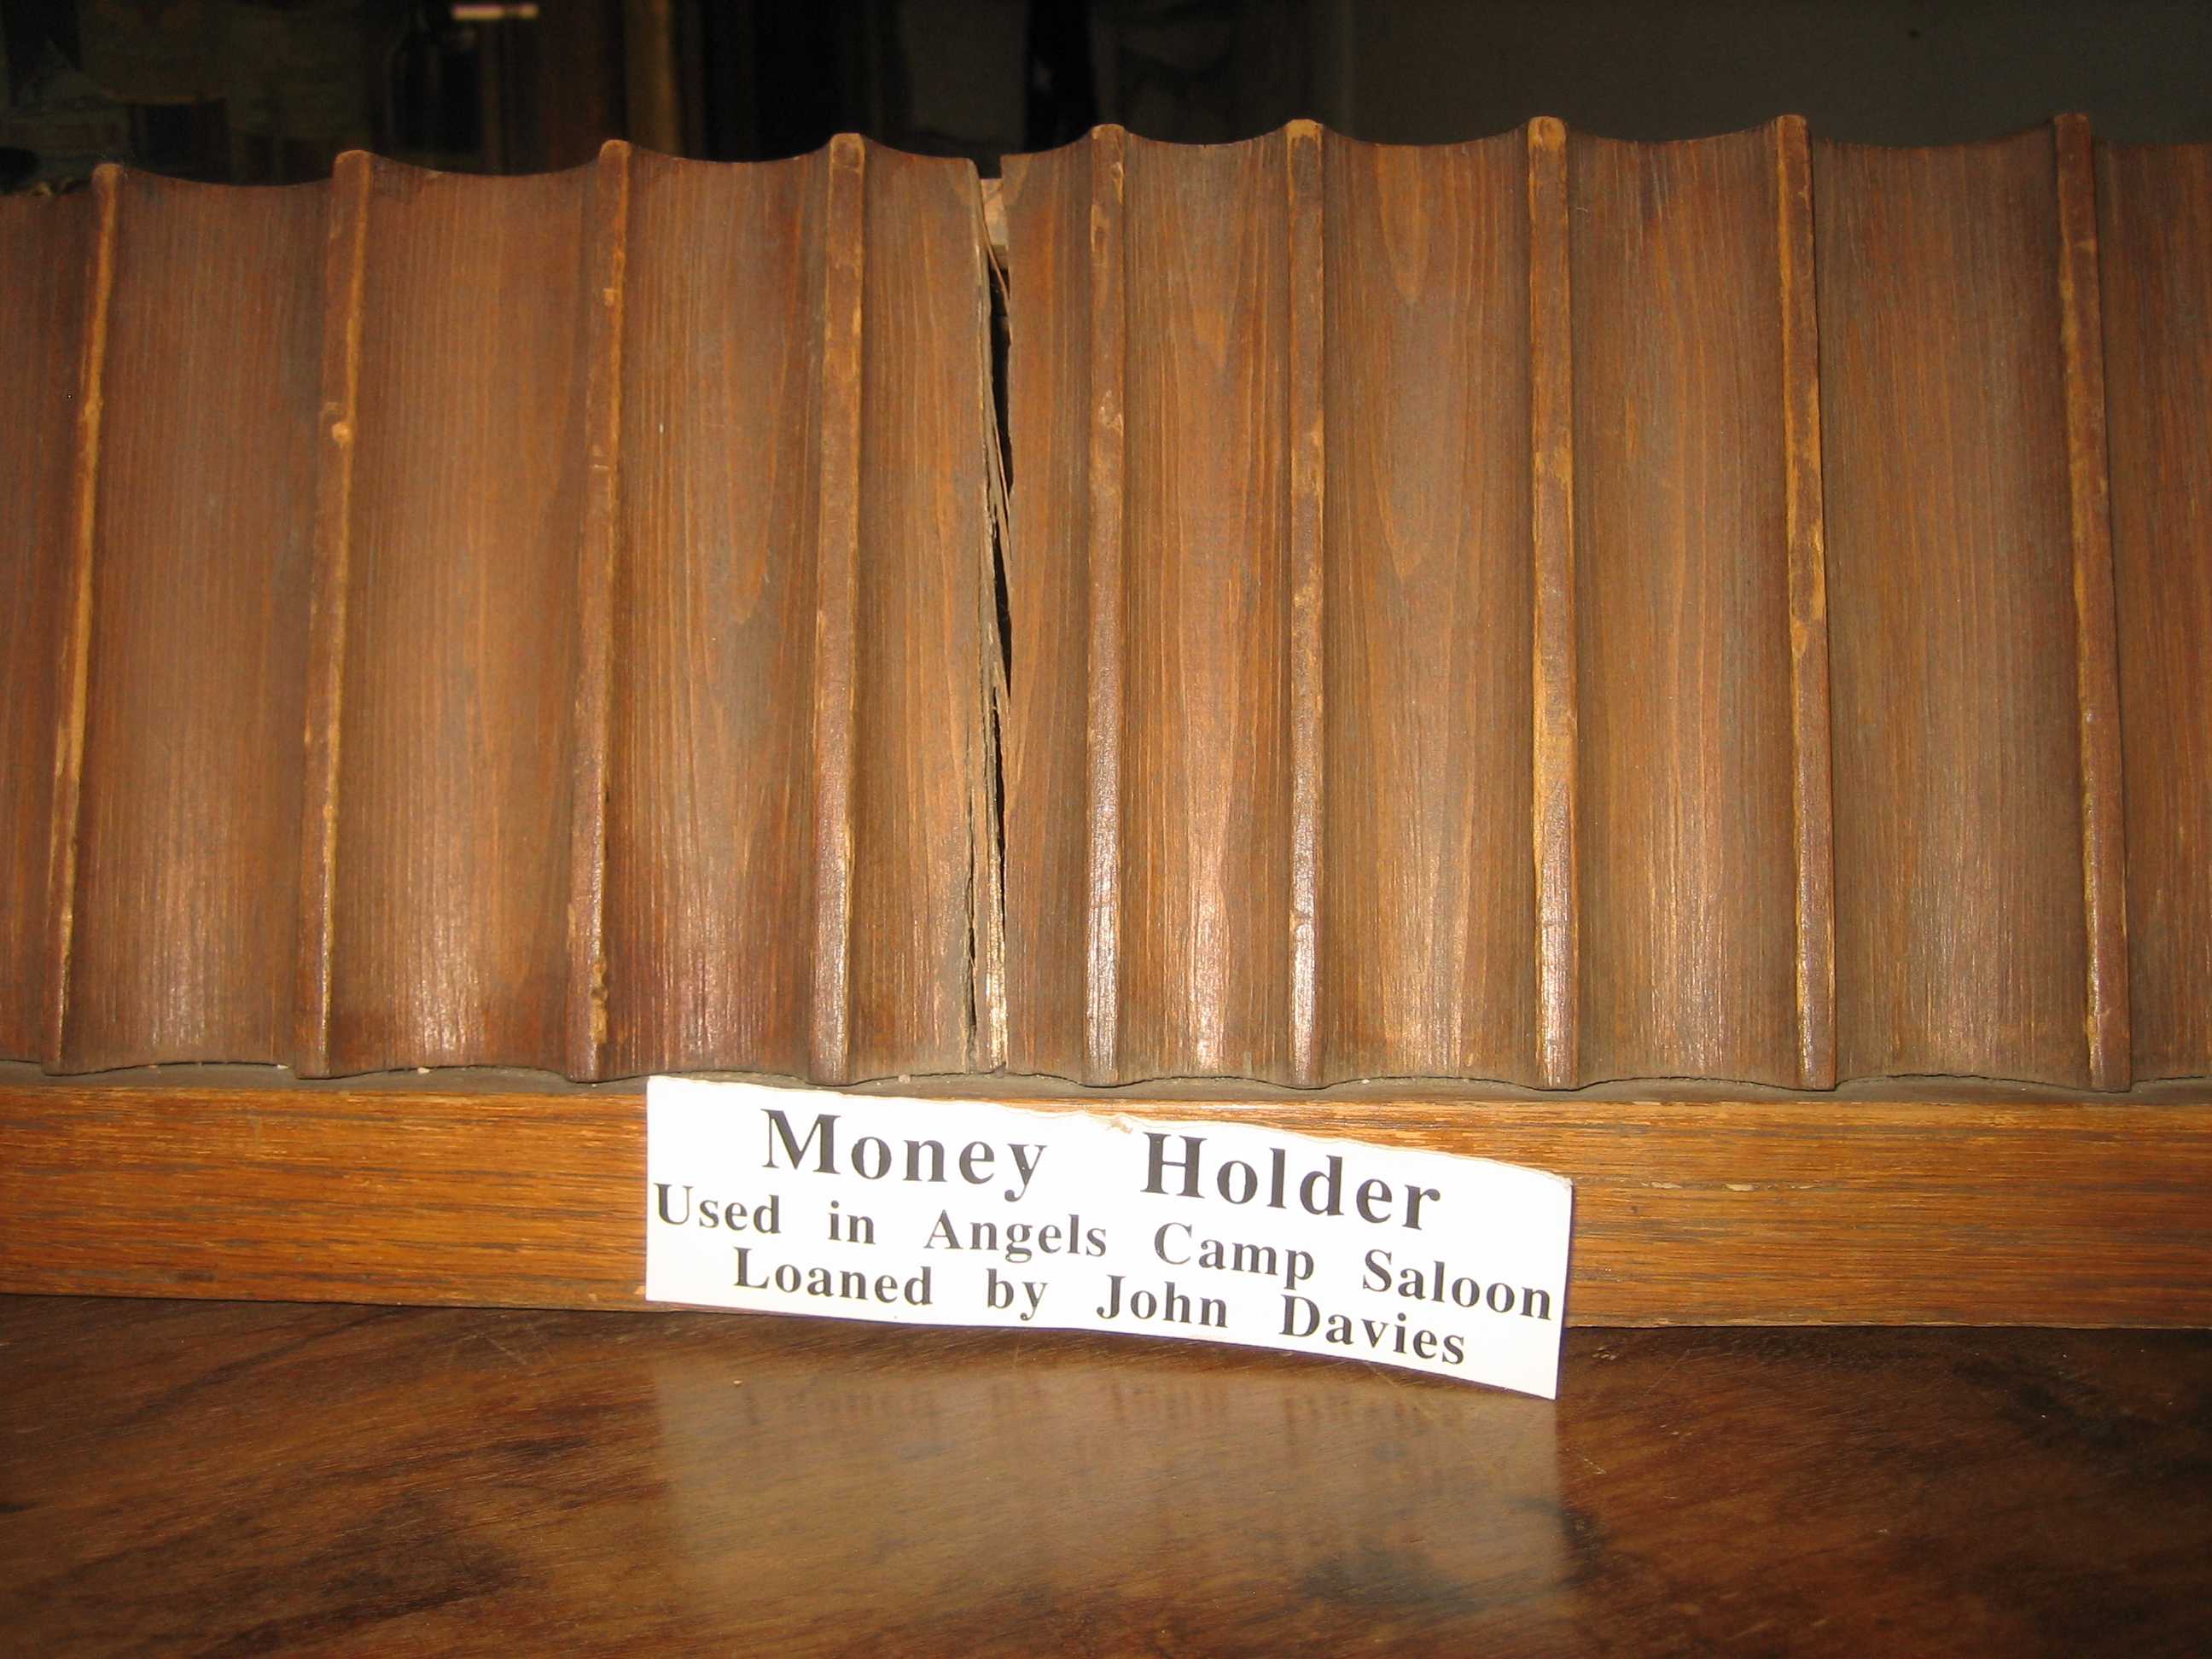 Money Holder
Used in Angels Camp Saloon
Loaned by John Davies